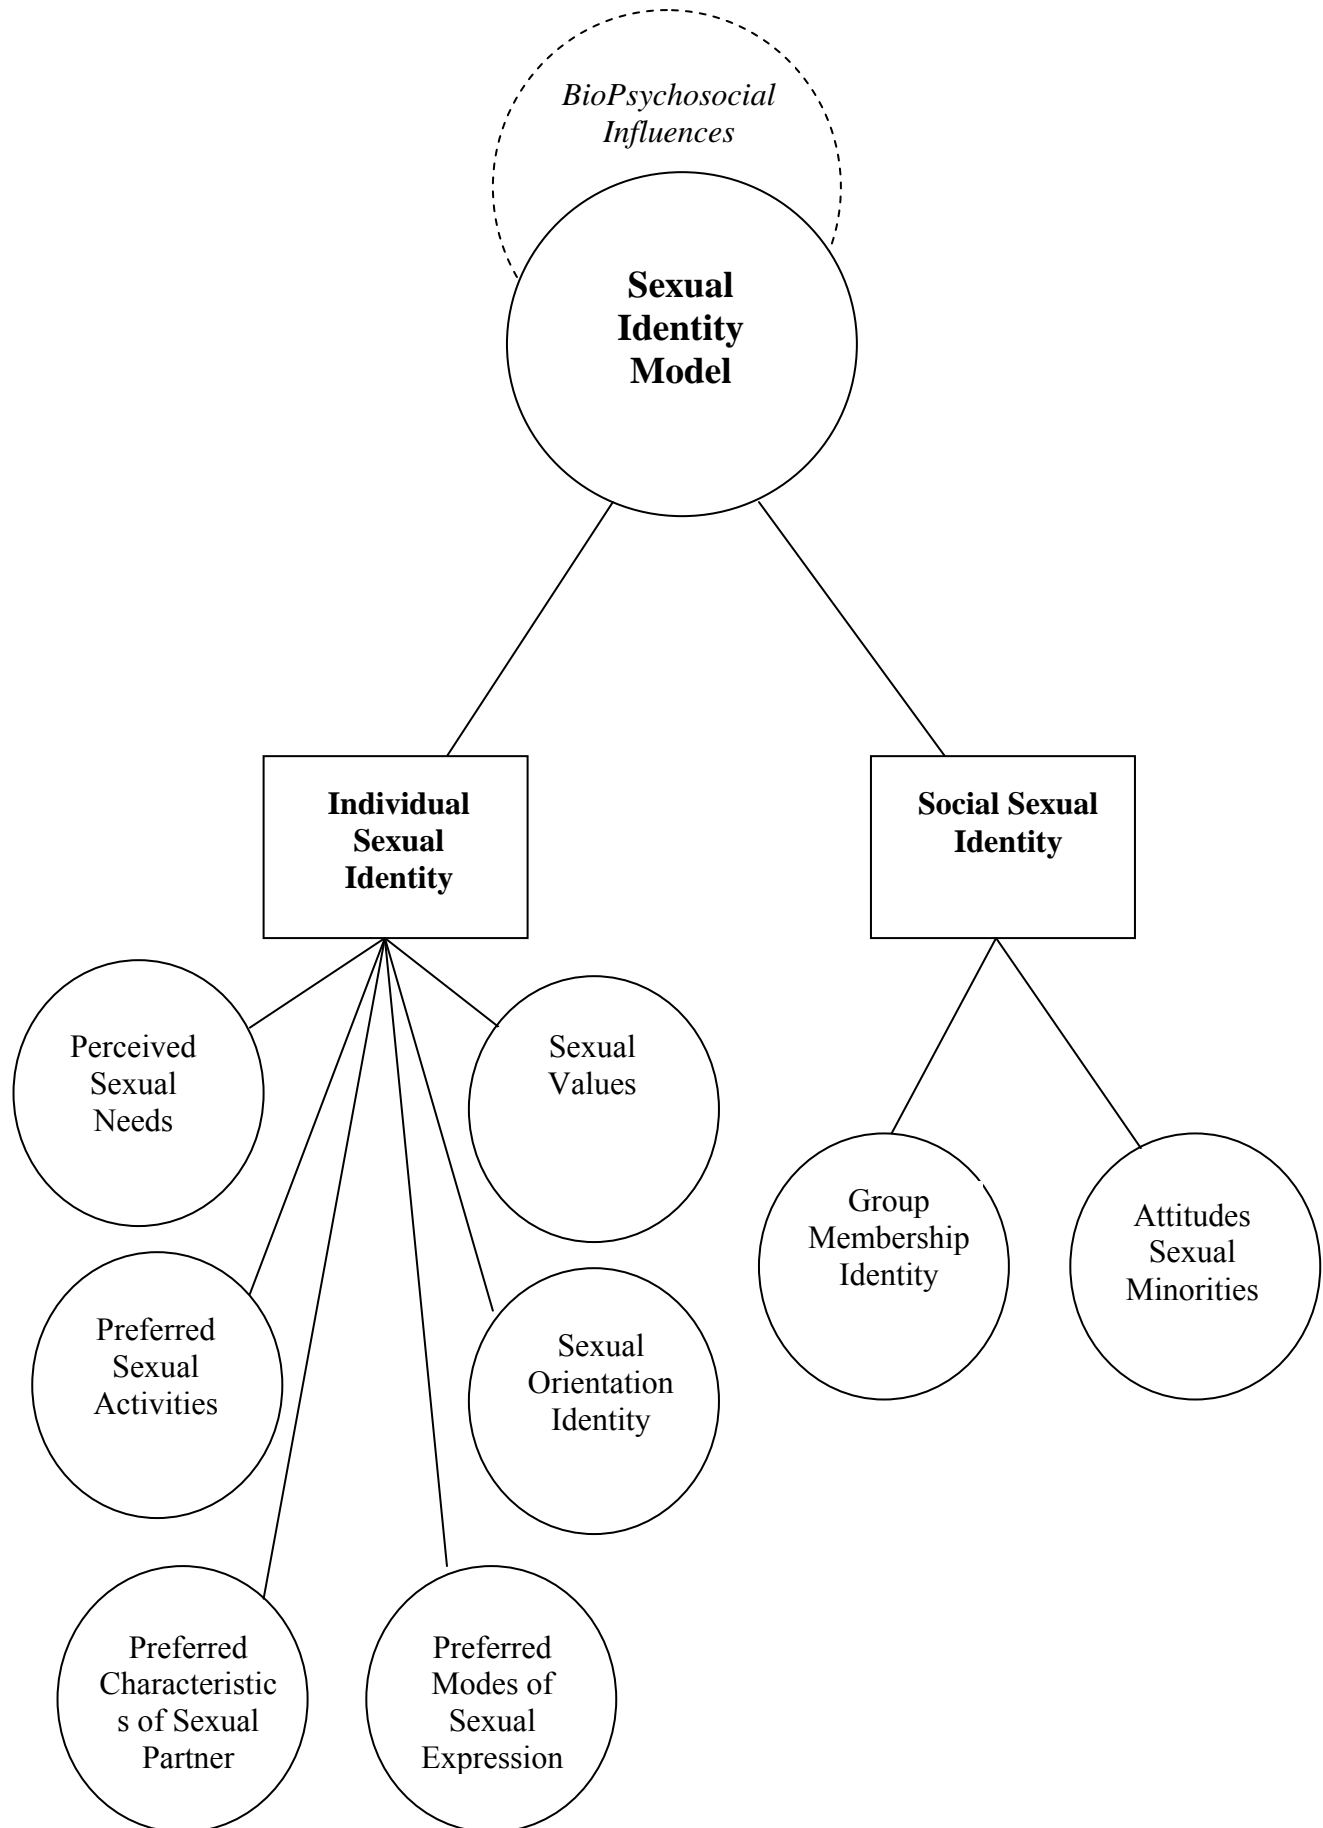 BioPsychosocial
Influences
Sexual
Identity
Model
Individual
Sexual
Identity
Social Sexual
Identity
Perceived
Sexual
Needs
Sexual
Values
Group
Membership
Identity
Attitudes
Sexual
Minorities
Preferred
Sexual
Activities
Sexual
Orientation
Identity
Preferred
Characteristic
s of Sexual
Partner
Preferred
Modes of
Sexual
Expression